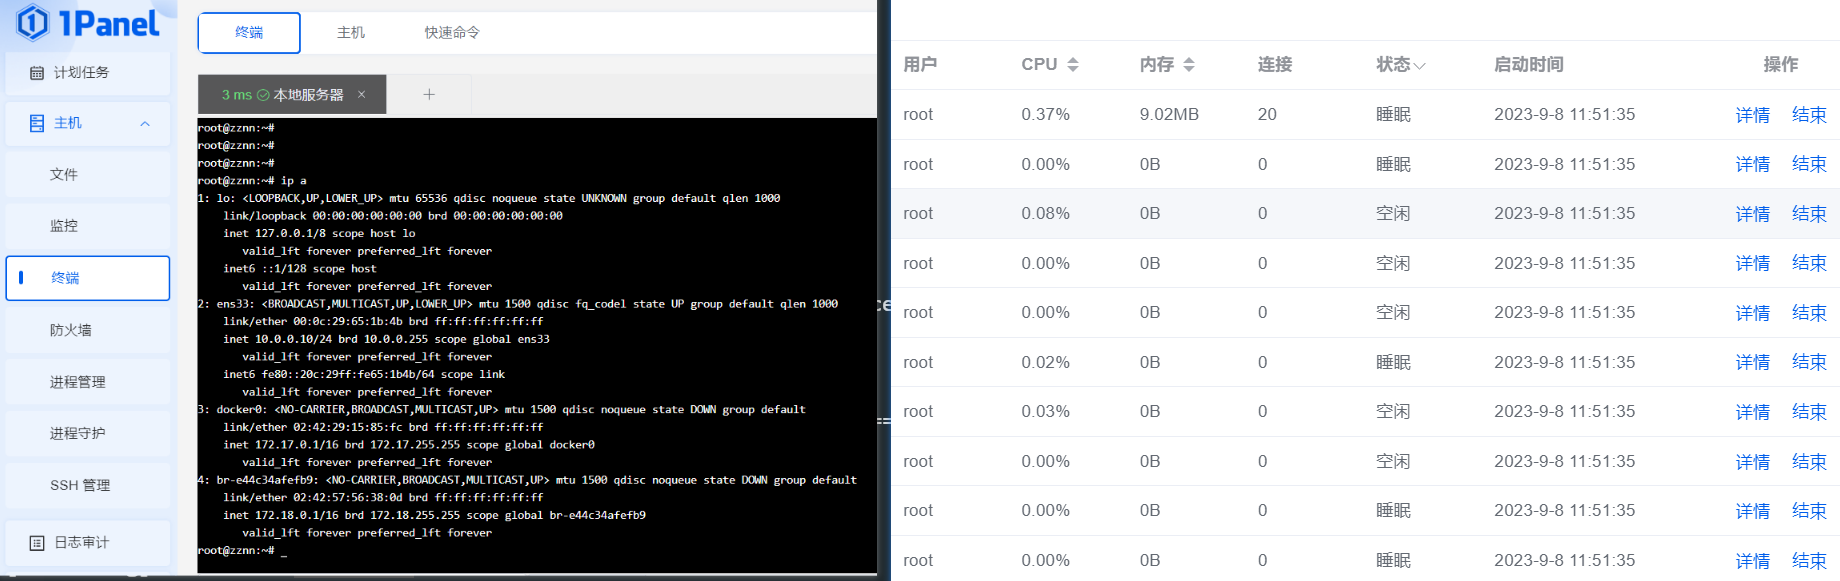 1Panel
计划任务
主机
文件
监控
终端
防火墙
进程管理
进程守护
SSH 管理
日志审计
终端 主机 快速命令
3 ms 本地服务器 × +
root@zznn:~#
root@zznn:~#
root@zznn:~#
root@zznn:~# ip a
1: lo: <LOOPBACK,UP,LOWER_UP> mtu 65536 qdisc noqueue state UNKNOWN group default qlen 1000
link/loopback 00:00:00:00:00:00 brd 00:00:00:00:00:00
inet 127.0.0.1/8 scope host lo
valid_lft forever preferred_lft forever
inet6 ::1/128 scope host
valid_lft forever preferred_lft forever
2: ens33: <BROADCAST,MULTICAST,UP,LOWER_UP> mtu 1500 qdisc fq_codel state UP group default qlen 1000
link/ether 00:0c:29:65:1b:4b brd ff:ff:ff:ff:ff:ff
inet 10.0.0.10/24 brd 10.0.0.255 scope global ens33
valid_lft forever preferred_lft forever
inet6 fe80::20c:29ff:fe65:1b4b/64 scope link
valid_lft forever preferred_lft forever
3: docker0: <NO-CARRIER,BROADCAST,MULTICAST,UP> mtu 1500 qdisc noqueue state DOWN group default
link/ether 02:42:29:15:85:fc brd ff:ff:ff:ff:ff:ff
inet 172.17.0.1/16 brd 172.17.255.255 scope global docker0
valid_lft forever preferred_lft forever
4: br-e44c34afefb9: <NO-CARRIER,BROADCAST,MULTICAST,UP> mtu 1500 qdisc noqueue state DOWN group default
link/ether 02:42:57:56:38:0d brd ff:ff:ff:ff:ff:ff
inet 172.18.0.1/16 brd 172.18.255.255 scope global br-e44c34afefb9
valid_lft forever preferred_lft forever
root@zznn:~# _
ce
==
用户 CPU 内存 连接 状态 启动时间 操作
root 0.37% 9.02MB 20 睡眠 2023-9-8 11:51:35 详情 结束
root 0.00% 0B 0 睡眠 2023-9-8 11:51:35 详情 结束
root 0.08% 0B 0 空闲 2023-9-8 11:51:35 详情 结束
root 0.00% 0B 0 空闲 2023-9-8 11:51:35 详情 结束
root 0.00% 0B 0 空闲 2023-9-8 11:51:35 详情 结束
root 0.02% 0B 0 睡眠 2023-9-8 11:51:35 详情 结束
root 0.03% 0B 0 空闲 2023-9-8 11:51:35 详情 结束
root 0.00% 0B 0 空闲 2023-9-8 11:51:35 详情 结束
root 0.00% 0B 0 睡眠 2023-9-8 11:51:35 详情 结束
root 0.00% 0B 0 睡眠 2023-9-8 11:51:35 详情 结束